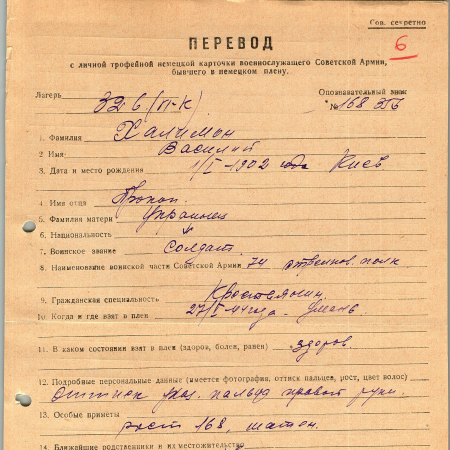 Сов. секретно
6
ПЕРЕВОД
с личной трофейной немецкой карточки военнослужащего Советской Армии,
бывшего в немецком плену.
Лагерь 326 (VI-К) Опознавательный знак
№ 168
1. Фамилия Халимон
2 Имя Василий
3. Дата и место рождения 1/I-1902 года Киев
4. Имя отца Прокоп
5. Фамилия матери Украинец
6. Национальность
7. Воинское звание солдат
8. Наименование воинской части Советской Армии 74 полк
9. Гражданская специальность Крестьянин
10. Когда и где взят в плен года - Умань
11. В каком состоянии взят в плен (здоров, болен, ранен) здоров.
12. Подробные персональные данные (имеется фотография, оттиск пальцев, рост, цвет волос)
оттиск указ. пальца правой руки.
13. Особые приметы
рост 168, шатен.
14. Ближайшие родственники и их местожительство